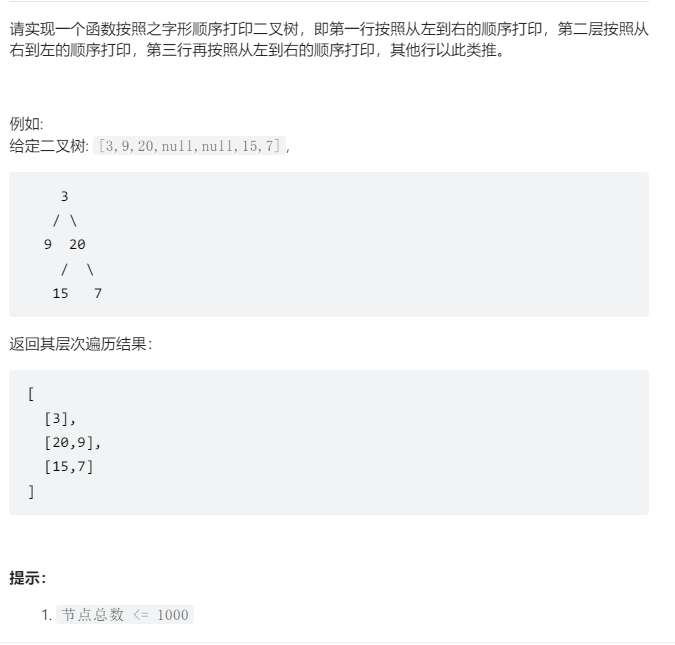 请实现一个函数按照之字形顺序打印二叉树，即第一行按照从左到右的顺序打印，第二层按照从
右到左的顺序打印，第三行再按照从左到右的顺序打印，其他行以此类推。
例如:
给定二叉树: [3,9,20,null,null,15,7],
3
/ \
9 20
/ \
15 7
返回其层次遍历结果：
[
[3],
[20,9],
[15,7]
]
提示：
1. 节点总数 <= 1000